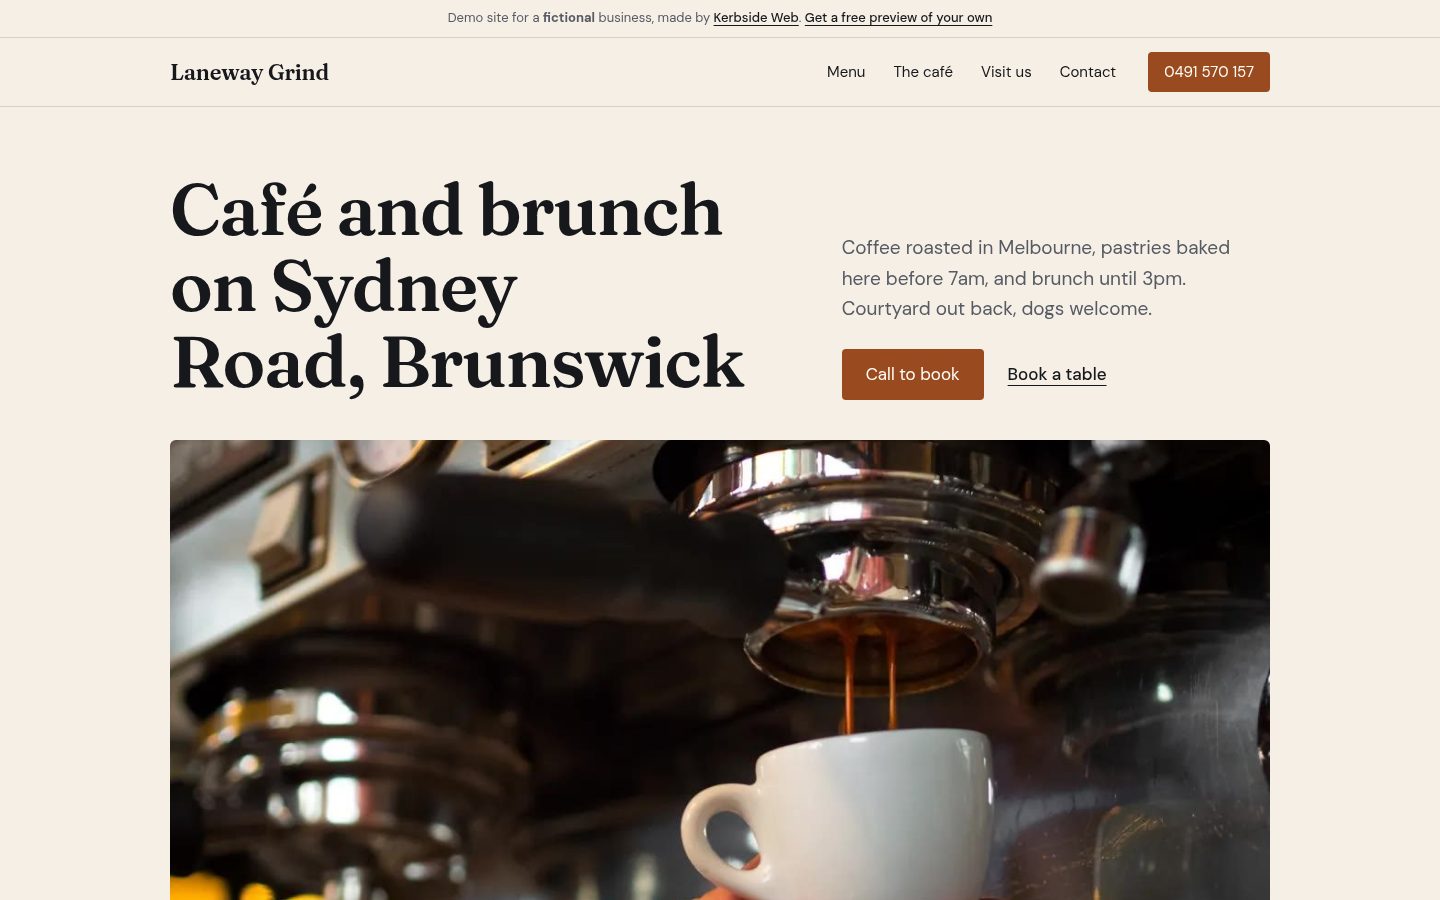 Demo site for a fictional business, made by Kerbside Web. Get a free preview of your own
Laneway Grind
Menu
The café
Visit us
Contact
0491 570 157
Café and brunch
on Sydney
Road, Brunswick
Coffee roasted in Melbourne, pastries baked
here before 7am, and brunch until 3pm.
Courtyard out back, dogs welcome.
Call to book
Book a table